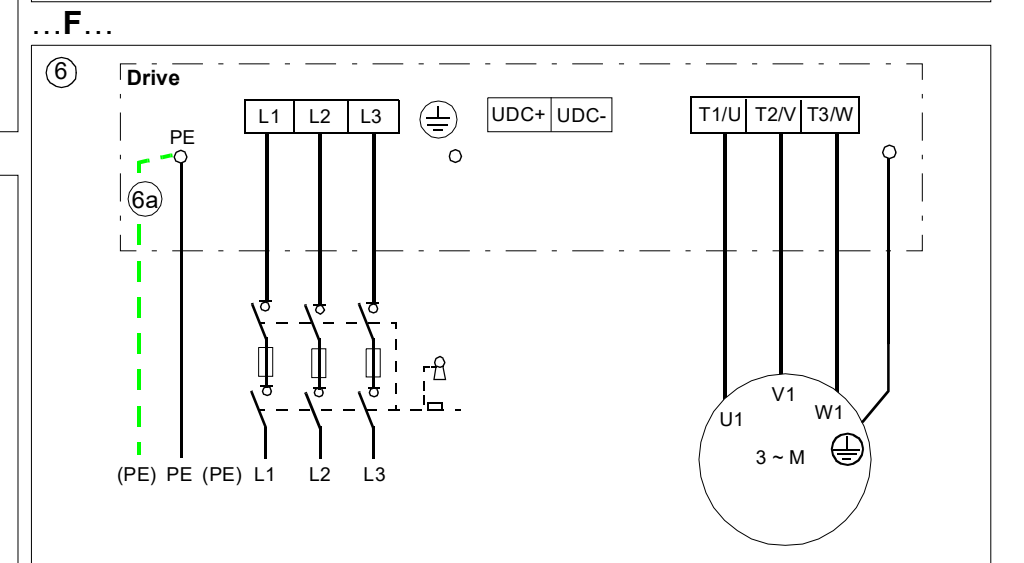 ...F...
6
Drive
L1 L2 L3 UDC+ UDC- T1/U T2/V T3/W
PE
6a
V1
U1 W1
3 ~ M
(PE) PE (PE) L1 L2 L3